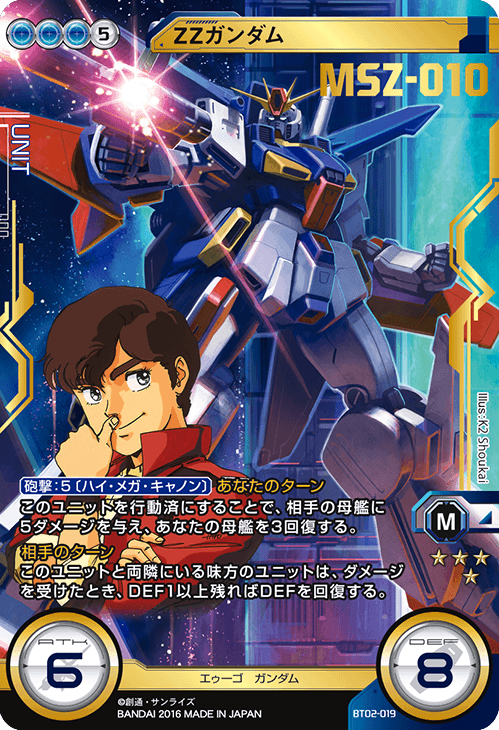 5
ZZガンダム
MSZ-010
UNIT
Illus:K2 Shoukai
砲撃:5〔ハイ・メガ・キャノン〕 あなたのターン
このユニットを行動済にすることで、相手の母艦に
5ダメージを与え、あなたの母艦を3回復する。
相手のターン
このユニットと両隣にいる味方のユニットは、ダメージ
を受けたとき、DEF1以上残ればDEFを回復する。
M
ATK
6
エゥーゴ　ガンダム
DEF
8
©創通・サンライズ
BANDAI 2016 MADE IN JAPAN
BT02-019